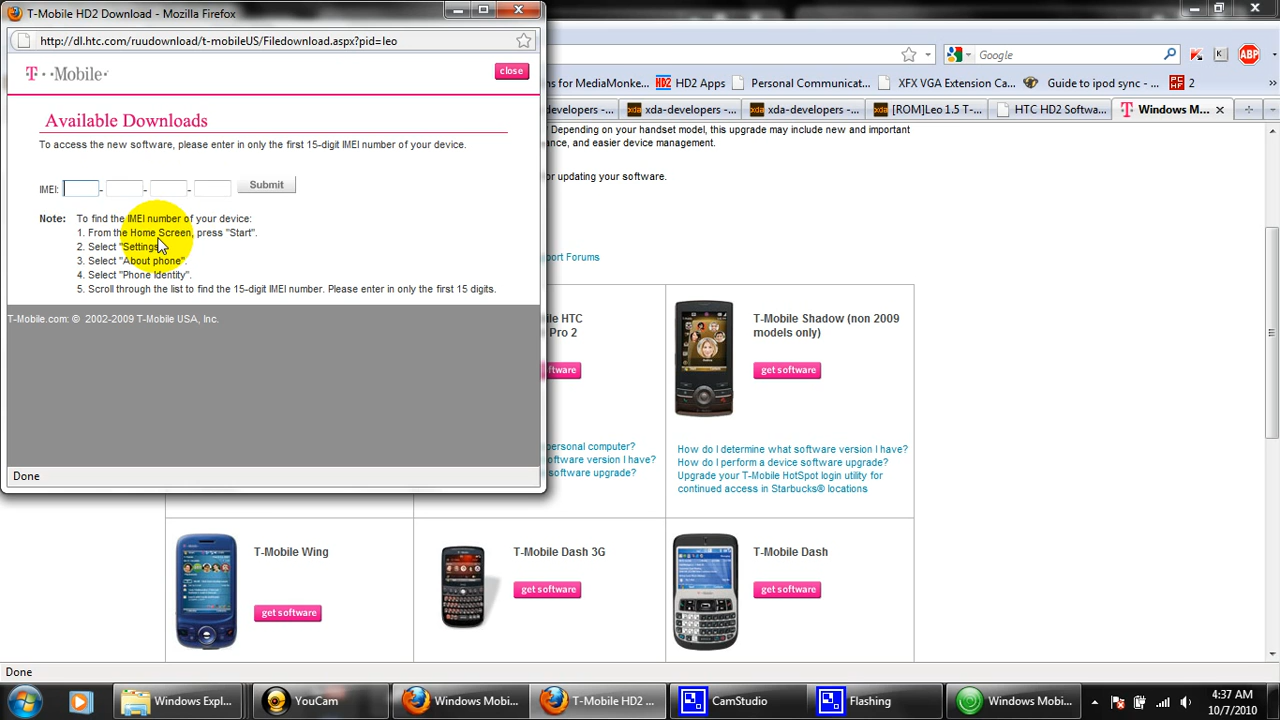 T-Mobile HD2 Download - Mozilla Firefox
http://dl.htc.com/ruudownload/t-mobileUS/Filedownload.aspx?pid=leo
T··Mobile·
close
Available Downloads
To access the new software, please enter in only the first 15-digit IMEI number of your device.
IMEI: - - - Submit
Note: To find the IMEI number of your device:
1. From the Home Screen, press "Start".
2. Select "Settings
3. Select "About phone".
4. Select "Phone Identity".
5. Scroll through the list to find the 15-digit IMEI number. Please enter in only the first 15 digits.
T-Mobile.com: © 2002-2009 T-Mobile USA, Inc.
Done
Google
ABP
ns for MediaMonke...
HD2 HD2 Apps
Personal Communicat...
XFX VGA Extension Ca...
Guide to ipod sync - ...
2
developers -...
xda xda-developers -...
xda xda-developers -...
xda [ROM]Leo 1.5 T-...
HTC HD2 Softwa...
T Windows M...
Depending on your handset model, this upgrade may include new and important
ance, and easier device management.
or updating your software.
port Forums
ile HTC
Pro 2
ftware
personal computer?
oftware version I have?
software upgrade?
T-Mobile Shadow (non 2009
models only)
get software
How do I determine what software version I have?
How do I perform a device software upgrade?
Upgrade your T-Mobile HotSpot login utility for
continued access in Starbucks® locations
T-Mobile Wing
get software
T-Mobile Dash 3G
get software
T-Mobile Dash
get software
Done
Windows Expl...
YouCam
Windows Mobi...
T-Mobile HD2 ...
CamStudio
Flashing
Windows Mobi...
4:37 AM
10/7/2010